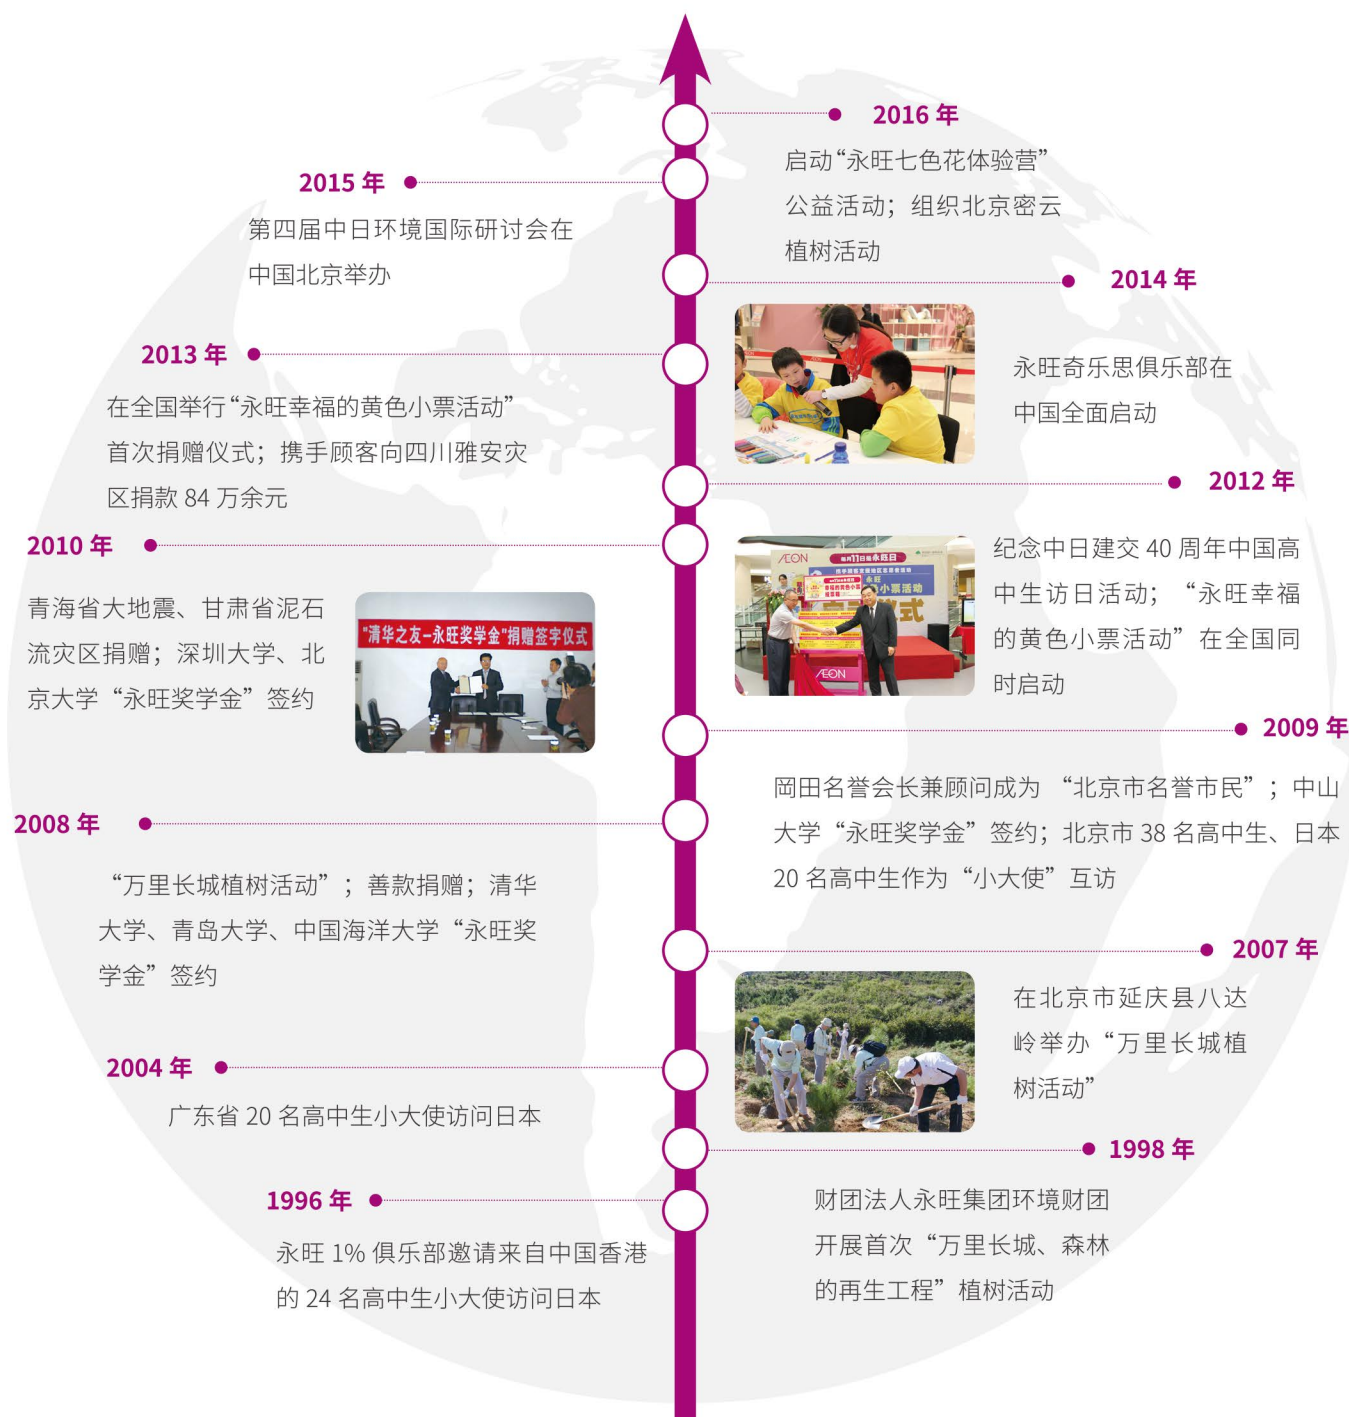 2016 年
启动“永旺七色花体验营”
公益活动；组织北京密云
植树活动
2015 年
第四届中日环境国际研讨会在
中国北京举办
2014 年
永旺奇乐思俱乐部在
中国全面启动
2013 年
在全国举行“永旺幸福的黄色小票活动”
首次捐赠仪式；携手顾客向四川雅安灾
区捐款 84 万余元
2012 年
纪念中日建交 40 周年中国高
中生访日活动；“永旺幸福
的黄色小票活动”在全国同
时启动
ÆON
每月11日是永旺日
永旺
小票活动
仪式
ÆON
2010 年
青海省大地震、甘肃省泥石
流灾区捐赠；深圳大学、北
京大学“永旺奖学金”签约
“清华之友—永旺奖学金”捐赠签字仪式
2009 年
岡田名誉会长兼顾问成为 “北京市名誉市民”；中山
大学“永旺奖学金”签约；北京市 38 名高中生、日本
20 名高中生作为“小大使”互访
2008 年
“万里长城植树活动”；善款捐赠；清华
大学、青岛大学、中国海洋大学“永旺奖
学金”签约
2007 年
在北京市延庆县八达
岭举办“万里长城植
树活动”
2004 年
广东省 20 名高中生小大使访问日本
1998 年
财团法人永旺集团环境财团
开展首次“万里长城、森林
的再生工程”植树活动
1996 年
永旺 1% 俱乐部邀请来自中国香港
的 24 名高中生小大使访问日本